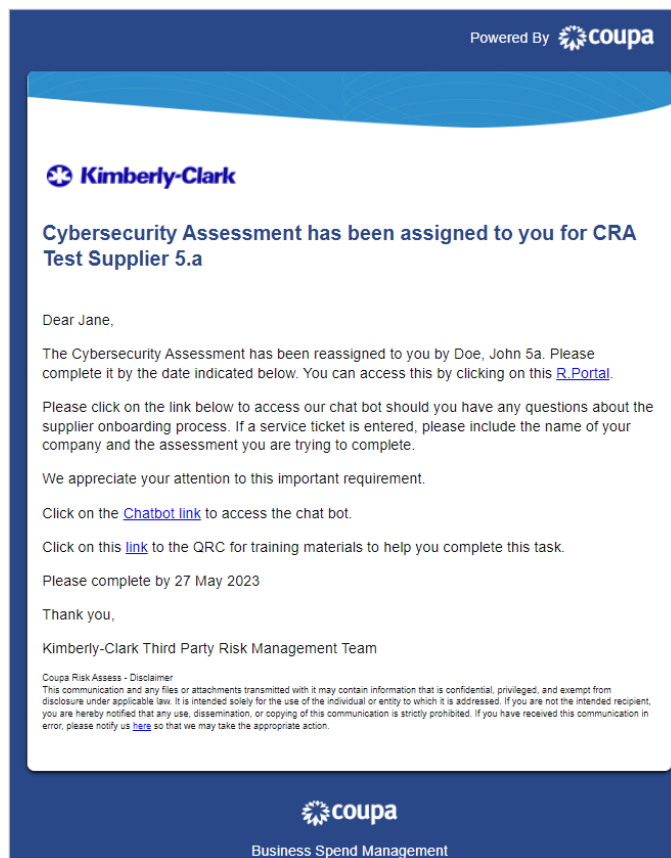 Powered By coupa
Kimberly-Clark
Cybersecurity Assessment has been assigned to you for CRA
Test Supplier 5.a
Dear Jane,
The Cybersecurity Assessment has been reassigned to you by Doe, John 5a. Please
complete it by the date indicated below. You can access this by clicking on this R.Portal.
Please click on the link below to access our chat bot should you have any questions about the
supplier onboarding process. If a service ticket is entered, please include the name of your
company and the assessment you are trying to complete.
We appreciate your attention to this important requirement.
Click on the Chatbot link to access the chat bot.
Click on this link to the QRC for training materials to help you complete this task.
Please complete by 27 May 2023
Thank you,
Kimberly-Clark Third Party Risk Management Team
Coupa Risk Assess - Disclaimer
This communication and any files or attachments transmitted with it may contain information that is confidential, privileged, and exempt from
disclosure under applicable law. It is intended solely for the use of the individual or entity to which it is addressed. If you are not the intended recipient,
you are hereby notified that any use, dissemination, or copying of this communication is strictly prohibited. If you have received this communication in
error, please notify us here so that we may take the appropriate action.
coupa
Business Spend Management